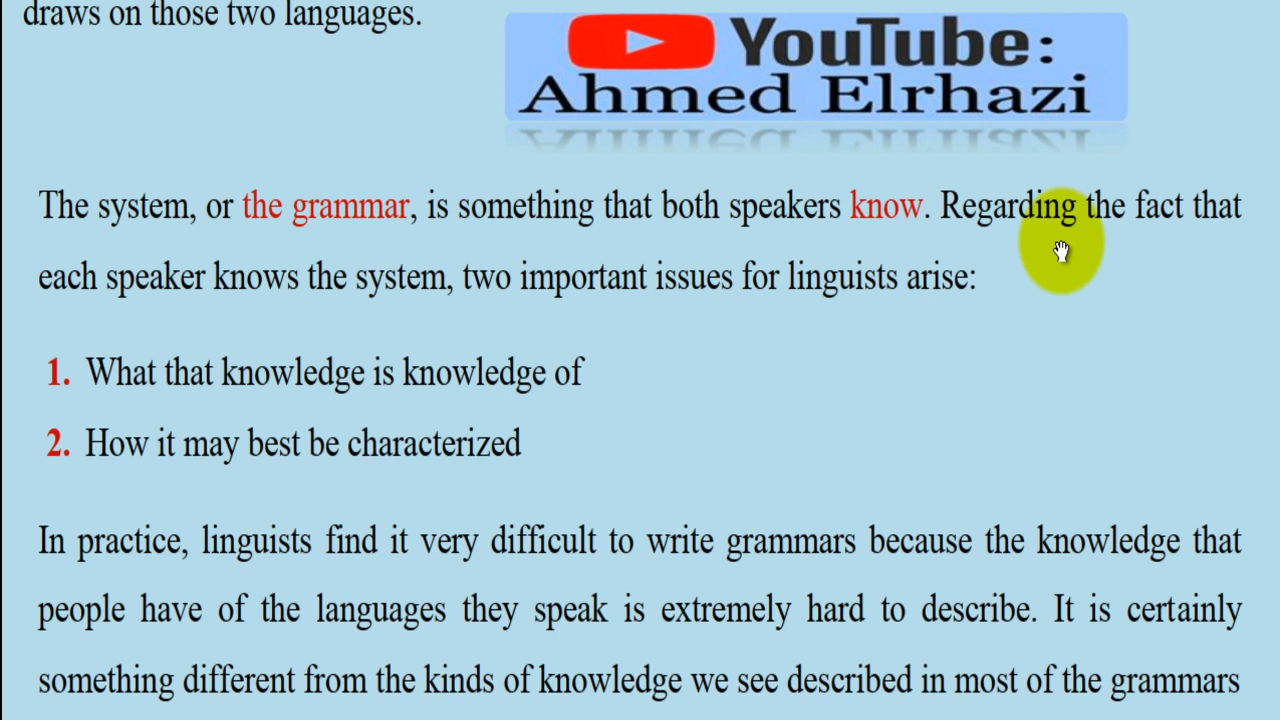 draws on those two languages.
YouTube:
Ahmed Elrhazi
The system, or the grammar, is something that both speakers know. Regarding the fact that
each speaker knows the system, two important issues for linguists arise:
1. What that knowledge is knowledge of
2. How it may best be characterized
In practice, linguists find it very difficult to write grammars because the knowledge that
people have of the languages they speak is extremely hard to describe. It is certainly
something different from the kinds of knowledge we see described in most of the grammars